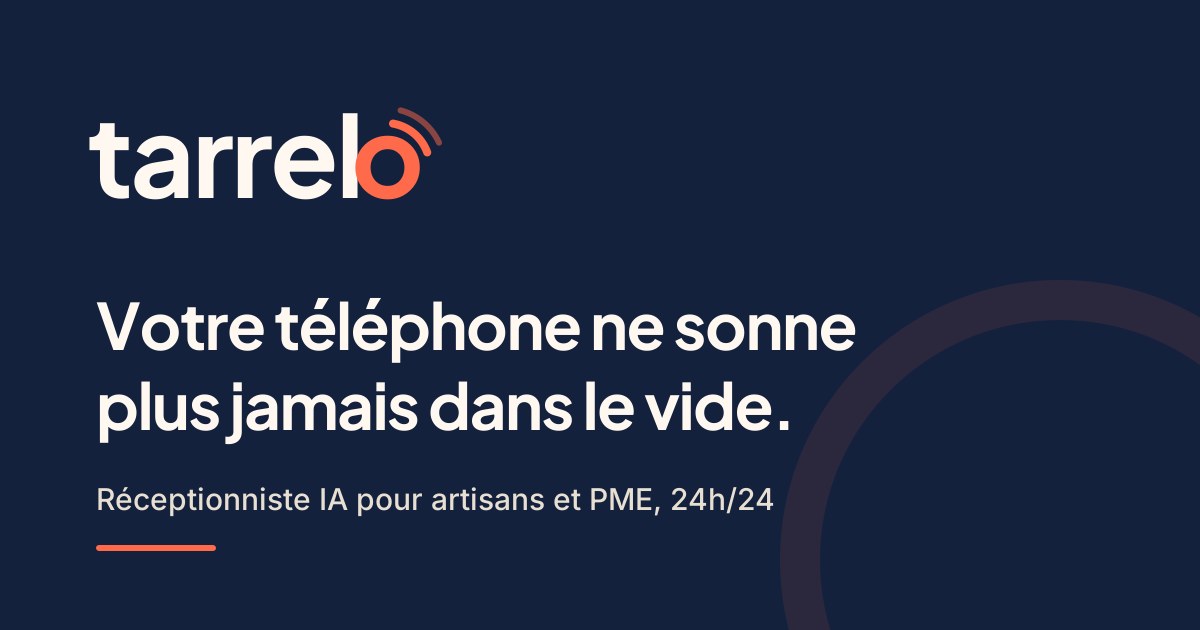 tarrelo
Votre téléphone ne sonne
plus jamais dans le vide.
Réceptionniste IA pour artisans et PME, 24h/24